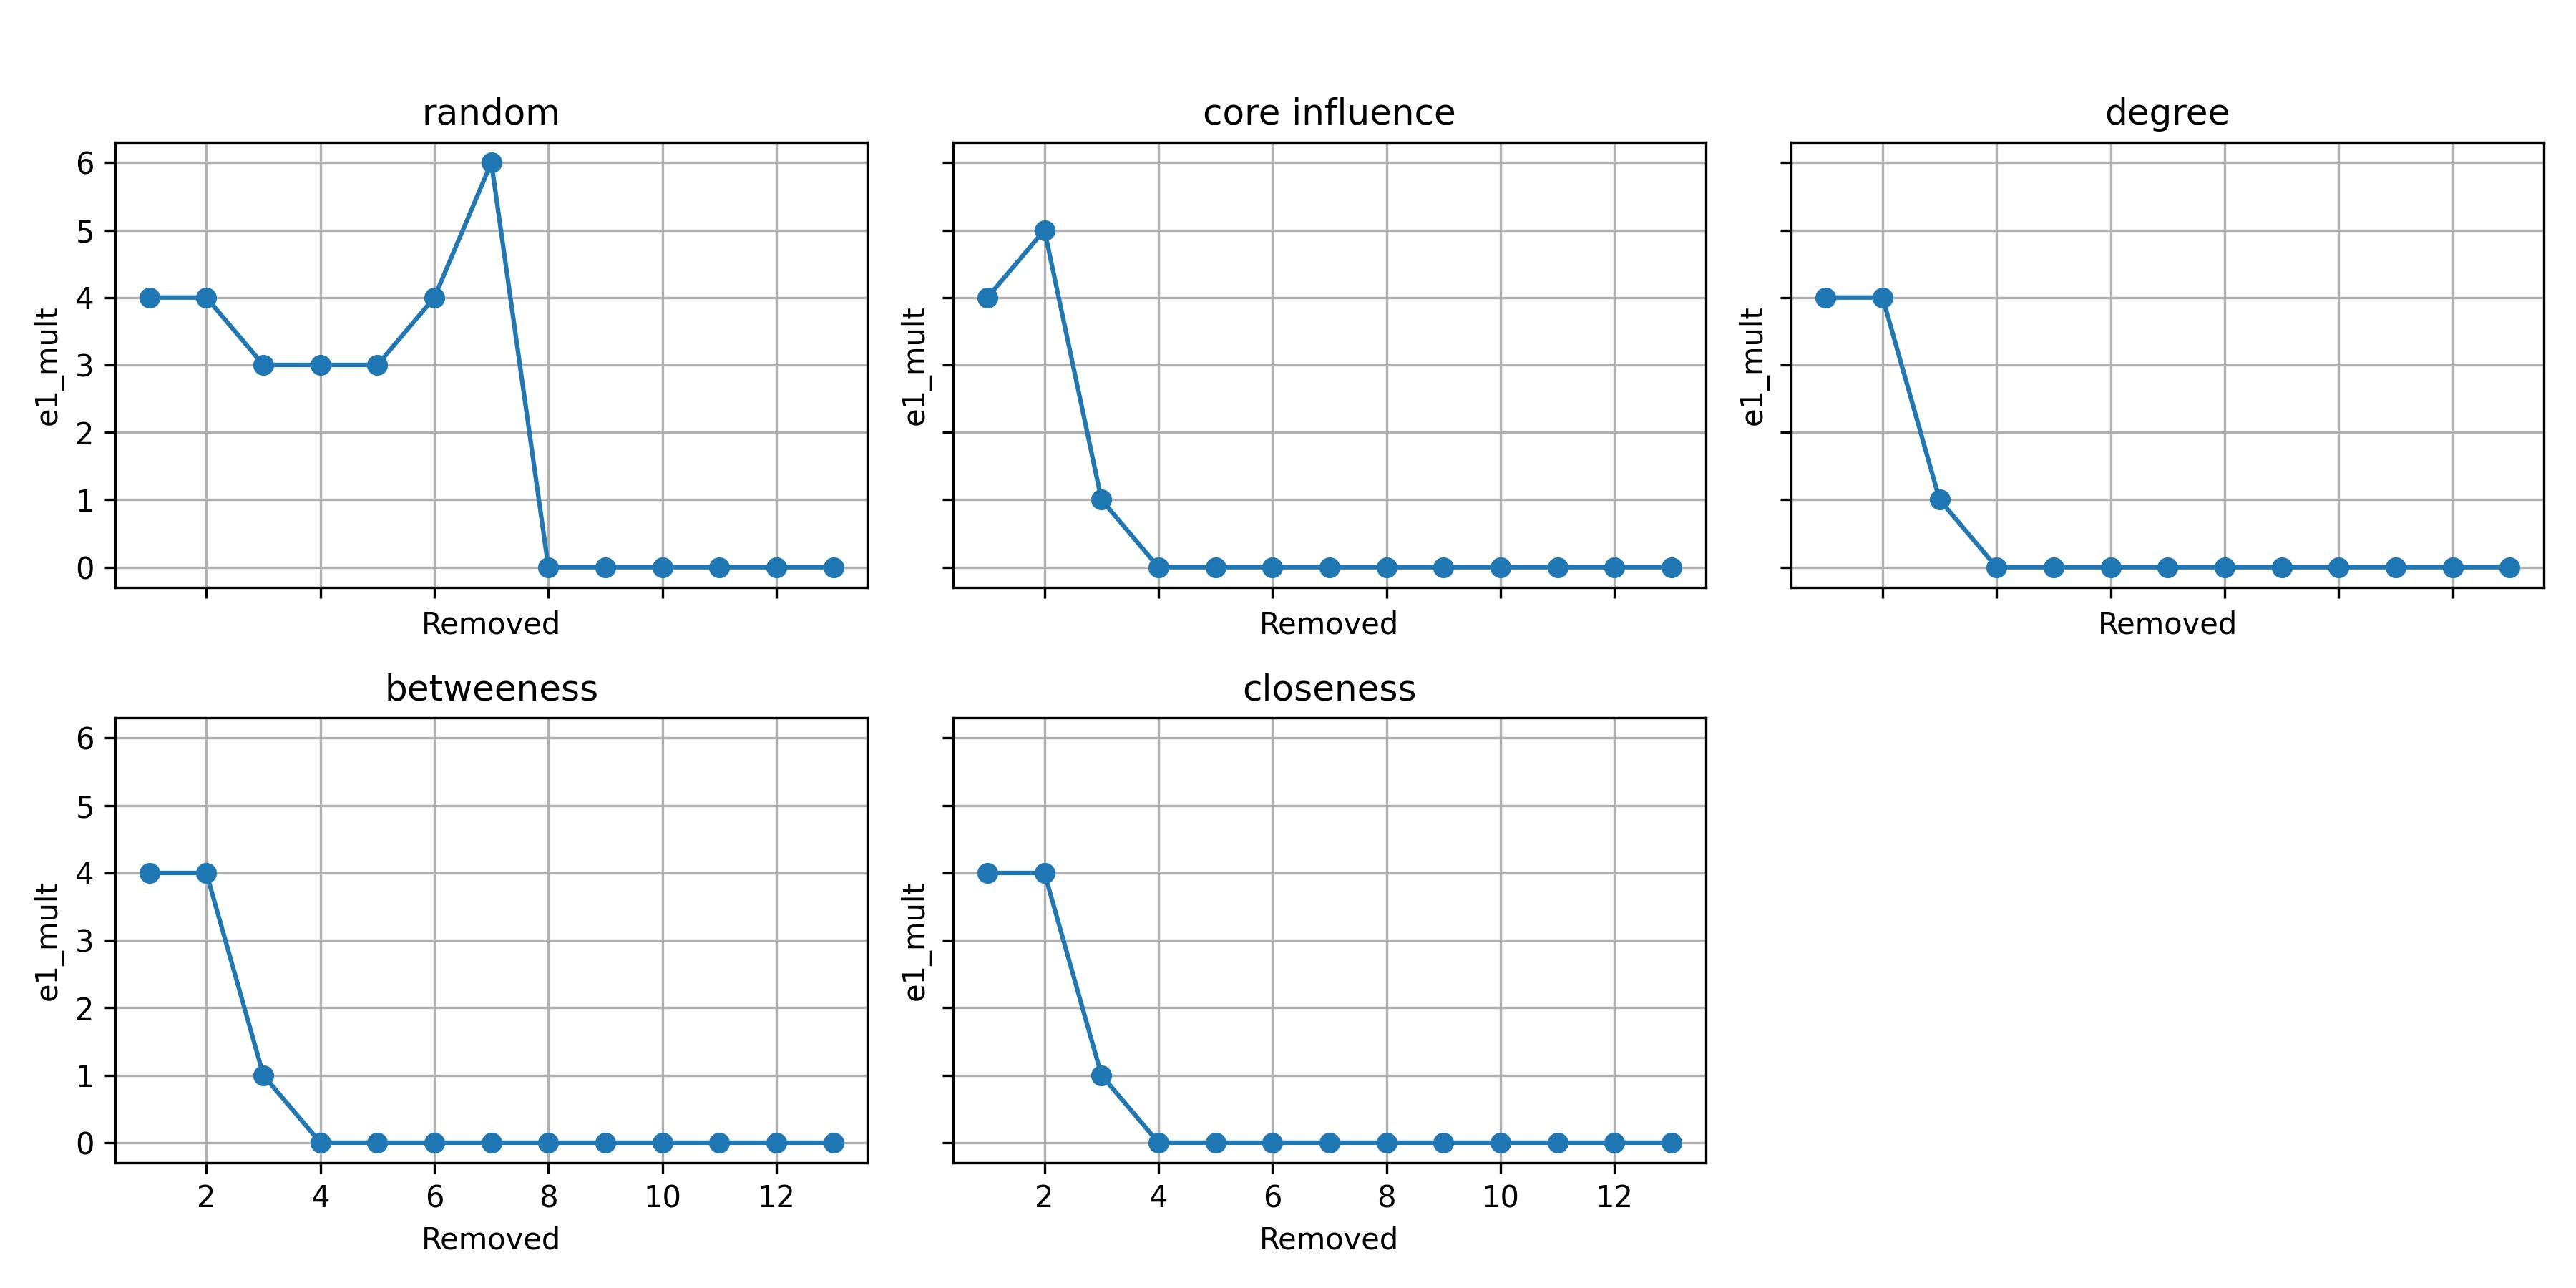 random
6
5
4
3
2
1
0
e1_mult
Removed
core influence
e1_mult
Removed
degree
e1_mult
Removed
betweeness
6
5
4
3
2
1
0
e1_mult
2 4 6 8 10 12
Removed
closeness
e1_mult
2 4 6 8 10 12
Removed